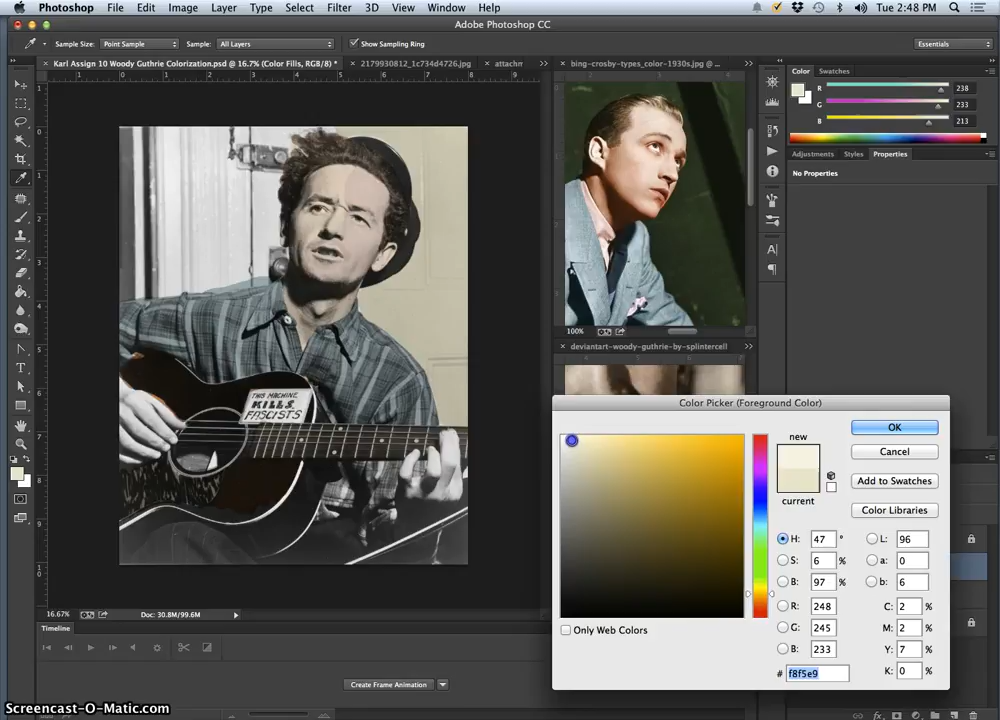 Photoshop File Edit Image Layer Type Select Filter 3D View Window Help Tue 2:48 PM
Adobe Photoshop CC
Sample Size: Point Sample Sample: All Layers Show Sampling Ring Essentials
Karl Assign 10 Woody Guthrie Colorization.psd @ 16.7% (Color Fills, RGB/8) *
2179930812_1c734d4726.jpg
attachm
bing-crosby-types_color-1930s.jpg @ ...
Color Swatches
R 238
G 233
B 213
Adjustments Styles Properties
No Properties
THIS MACHINE
KILLS
FASCISTS
100%
deviantart-woody-guthrie-by-splintercell
16.67% Doc: 30.8M/99.6M
Timeline
Create Frame Animation
Color Picker (Foreground Color)
new
current
OK
Cancel
Add to Swatches
Color Libraries
H: 47 °
S: 6 %
B: 97 %
R: 248
G: 245
B: 233
L: 96
a: 0
b: 6
C: 2 %
M: 2 %
Y: 7 %
K: 0 %
# f8f5e9
Only Web Colors
Screencast-O-Matic.com